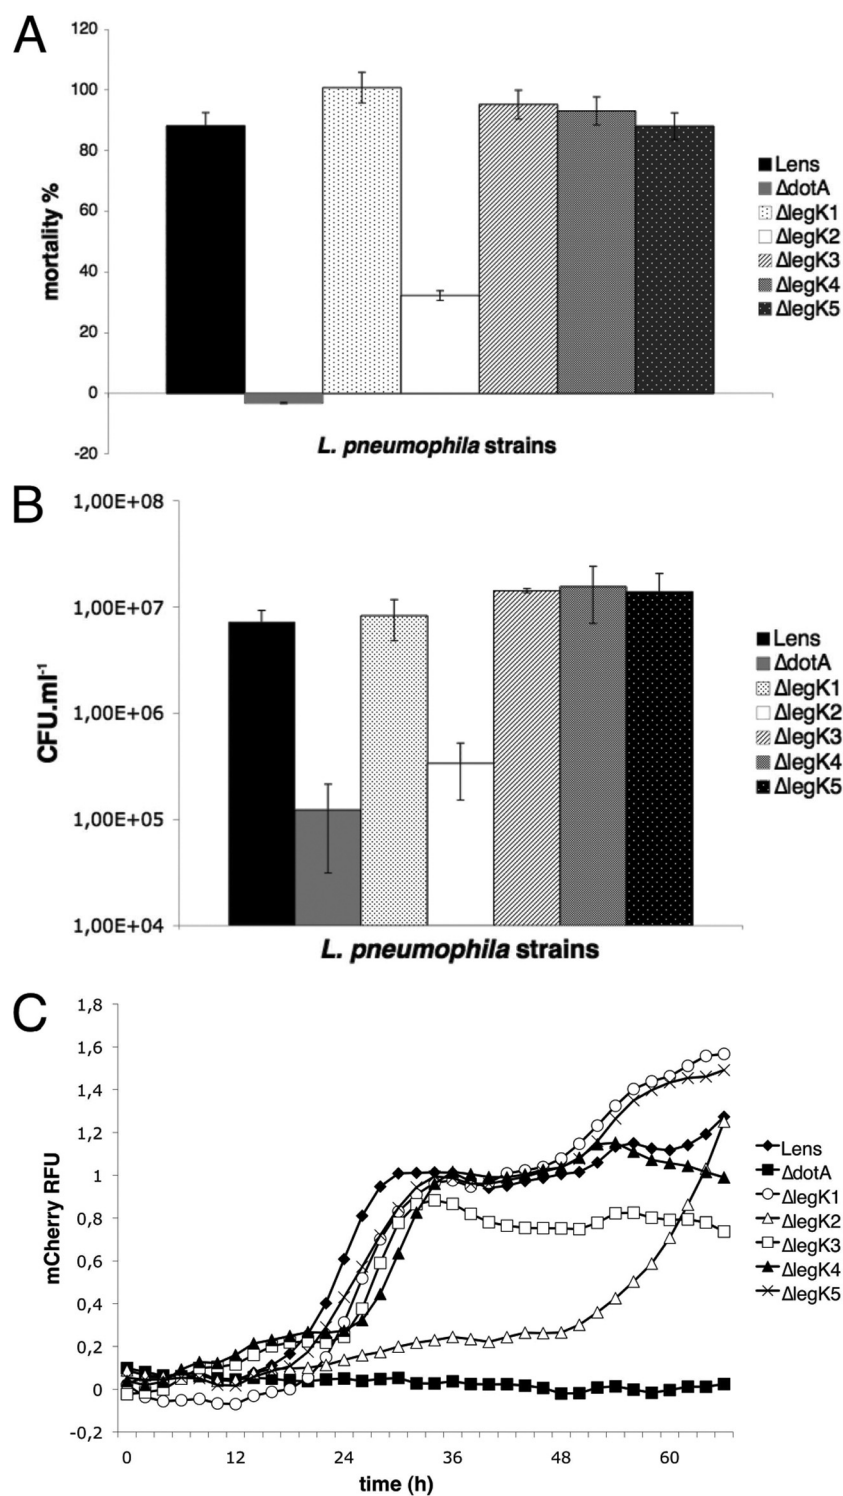 A
120
100
80
60
40
20
0
-20
mortality %
L. pneumophila strains
Lens
ΔdotA
ΔlegK1
ΔlegK2
ΔlegK3
ΔlegK4
ΔlegK5
B
1,00E+08
1,00E+07
1,00E+06
1,00E+05
1,00E+04
CFU.ml⁻¹
L. pneumophila strains
Lens
ΔdotA
ΔlegK1
ΔlegK2
ΔlegK3
ΔlegK4
ΔlegK5
C
1,8
1,6
1,4
1,2
1
0,8
0,6
0,4
0,2
0
-0,2
mCherry RFU
0 12 24 36 48 60
time (h)
Lens
ΔdotA
ΔlegK1
ΔlegK2
ΔlegK3
ΔlegK4
ΔlegK5